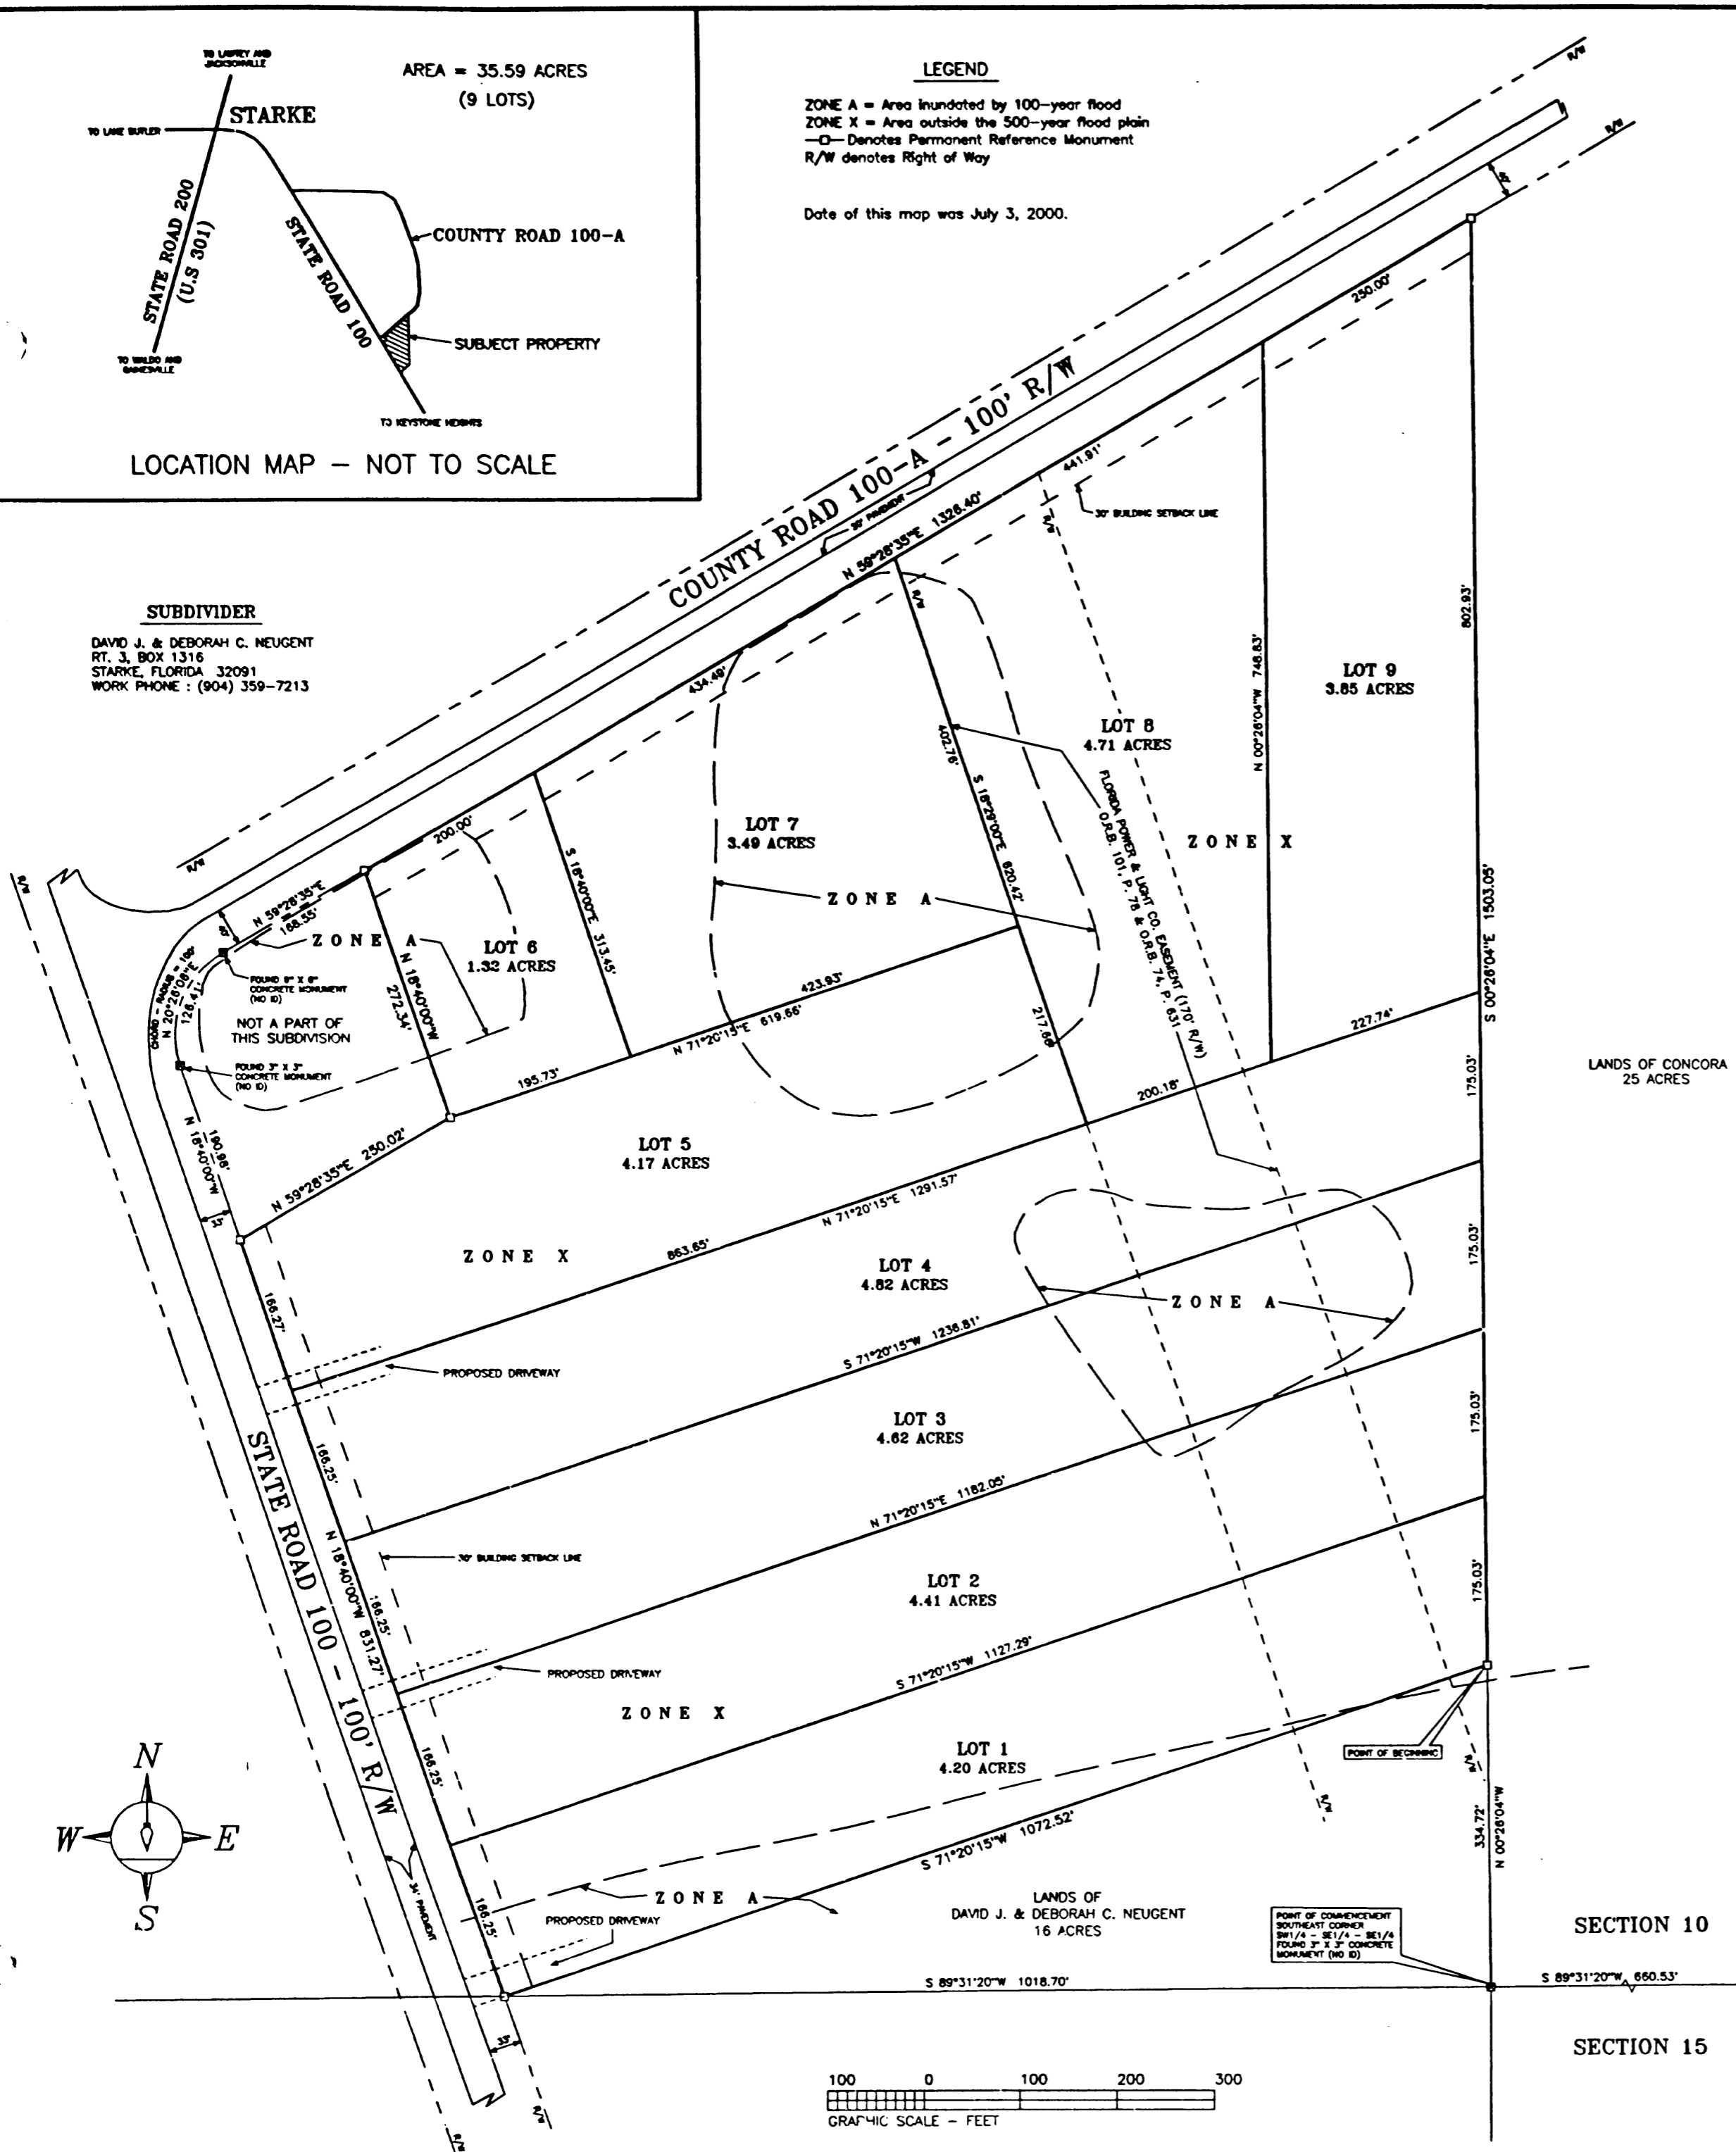 TO LAWTEY AND
JACKSONVILLE
AREA = 35.59 ACRES
(9 LOTS)
STARKE
TO LAKE BUTLER
STATE ROAD 200
(U.S 301)
STATE ROAD 100
COUNTY ROAD 100-A
SUBJECT PROPERTY
TO WALDO AND
GAINESVILLE
TO KEYSTONE HEIGHTS
LOCATION MAP – NOT TO SCALE
LEGEND
ZONE A = Area inundated by 100-year flood
ZONE X = Area outside the 500-year flood plain
Denotes Permanent Reference Monument
R/W denotes Right of Way
Date of this map was July 3, 2000.
SUBDIVIDER
DAVID J. & DEBORAH C. NEUGENT
RT. 3, BOX 1316
STARKE, FLORIDA 32091
WORK PHONE : (904) 359-7213
R/W
R/W
40'
250.00'
COUNTY ROAD 100-A - 100' R/W
PAVEMENT
N 59°28'35"E 1326.40'
441.91'
30' BUILDING SETBACK LINE
R/W
R/W
802.93'
N 00°26'04"W 748.83'
LOT 9
3.85 ACRES
434.49'
402.76'
S 18°29'00"E 620.42'
LOT 8
4.71 ACRES
FLORIDA POWER & LIGHT CO. EASEMENT (170' R/W)
O.R.B. 101, P. 78 & O.R.B. 74, P. 631
ZONE X
LOT 7
3.49 ACRES
ZONE A
200.00'
S 18°40'00"E 313.45'
R/W
R/W
N 59°28'35"E
168.55'
40'
ZONE A
LOT 6
1.32 ACRES
N 18°40'00"W
272.34'
CHORD - RADIUS = 100'
N 20°28'06"E
126.41'
FOUND 6" X 6"
CONCRETE MONUMENT
(NO ID)
NOT A PART OF
THIS SUBDIVISION
FOUND 3" X 3"
CONCRETE MONUMENT
(NO ID)
423.93'
N 71°20'15"E 619.66'
195.73'
217.66'
227.74'
200.18'
S 00°26'04"E 1503.05'
LANDS OF CONCORA
25 ACRES
175.03'
190.98'
N 18°40'00"W
33'
N 59°28'35"E 250.02'
LOT 5
4.17 ACRES
N 71°20'15"E 1291.57'
863.65'
ZONE X
LOT 4
4.82 ACRES
ZONE A
175.03'
166.27'
S 71°20'15"W 1236.81'
PROPOSED DRIVEWAY
LOT 3
4.62 ACRES
175.03'
STATE ROAD 100 - 100' R/W
166.25'
N 71°20'15"E 1182.05'
30' BUILDING SETBACK LINE
N 18°40'00"W 831.27'
166.25'
LOT 2
4.41 ACRES
175.03'
PROPOSED DRIVEWAY
S 71°20'15"W 1127.29'
ZONE X
166.25'
LOT 1
4.20 ACRES
POINT OF BEGINNING
R/W
R/W
334.72'
N 00°26'04"W
N
W
E
S
S 71°20'15"W 1072.52'
34' PAVEMENT
ZONE A
166.25'
PROPOSED DRIVEWAY
LANDS OF
DAVID J. & DEBORAH C. NEUGENT
16 ACRES
POINT OF COMMENCEMENT
SOUTHEAST CORNER
SW1/4 - SE1/4 - SE1/4
FOUND 3" X 3" CONCRETE
MONUMENT (NO ID)
SECTION 10
S 89°31'20"W 1018.70'
S 89°31'20"W 660.53'
33'
SECTION 15
R/W
R/W
100 0 100 200 300
GRAPHIC SCALE – FEET